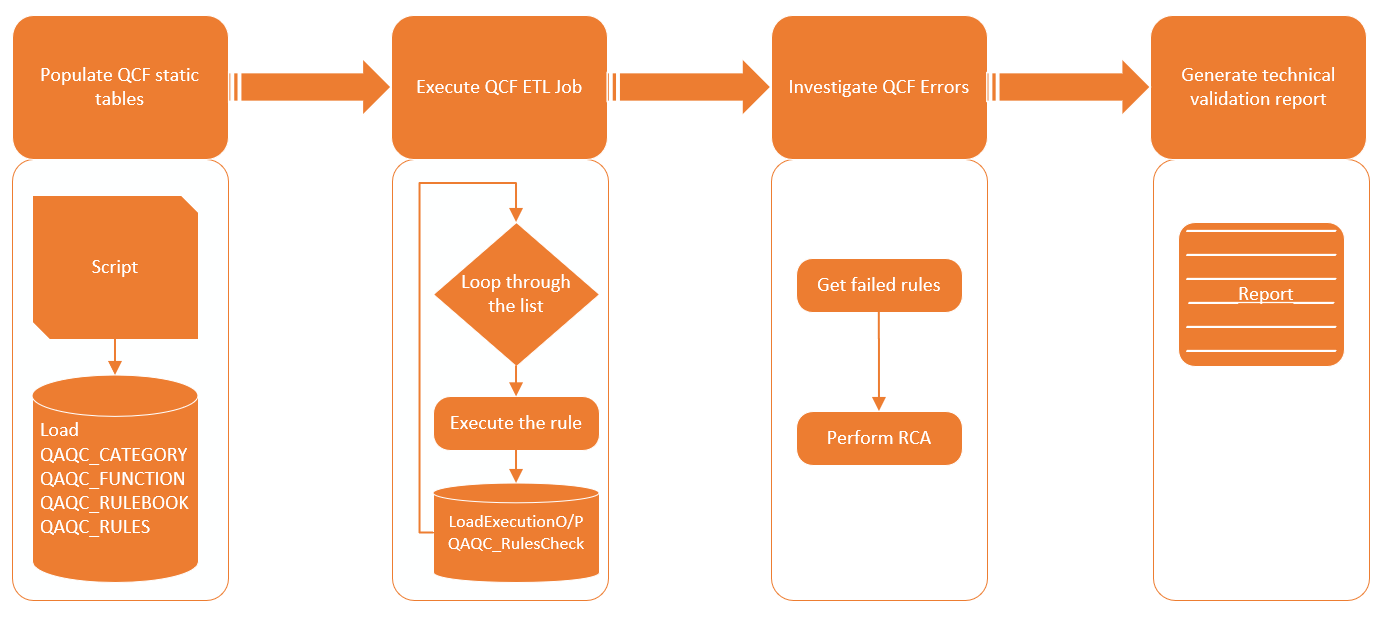 Populate QCF static
tables
Execute QCF ETL Job
Investigate QCF Errors
Generate technical
validation report
Script
Load
QAQC_CATEGORY
QAQC_FUNCTION
QAQC_RULEBOOK
QAQC_RULES
Loop through
the list
Execute the rule
LoadExecutionO/P
QAQC_RulesCheck
Get failed rules
Perform RCA
Report